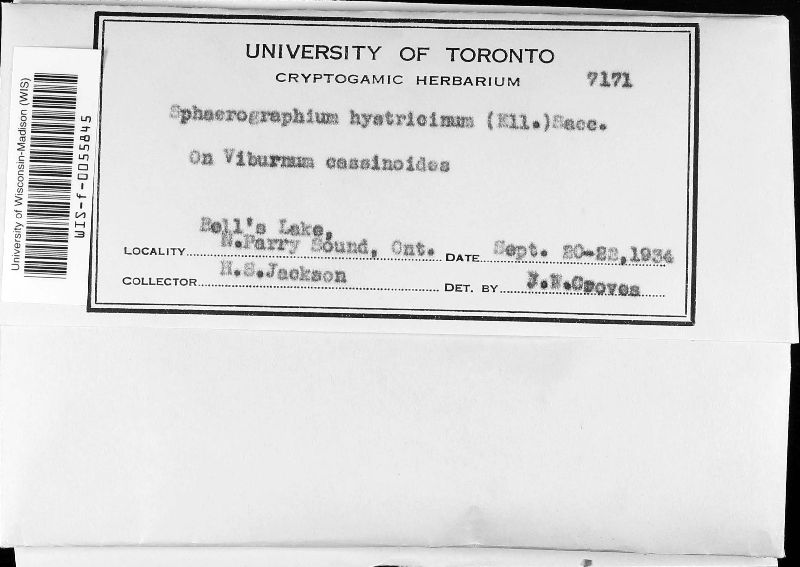 UNIVERSITY OF TORONTO
CRYPTOGAMIC HERBARIUM 7171
Sphaerographium hystricinum (Ell.)Sacc.
On Viburnum cassinoides
Bell's Lake,
LOCALITY N.Parry Sound, Ont. DATE Sept. 20-22,1934
COLLECTOR H.S.Jackson DET. BY J.W.Groves
University of Wisconsin-Madison (WIS)
WIS-f-0055845